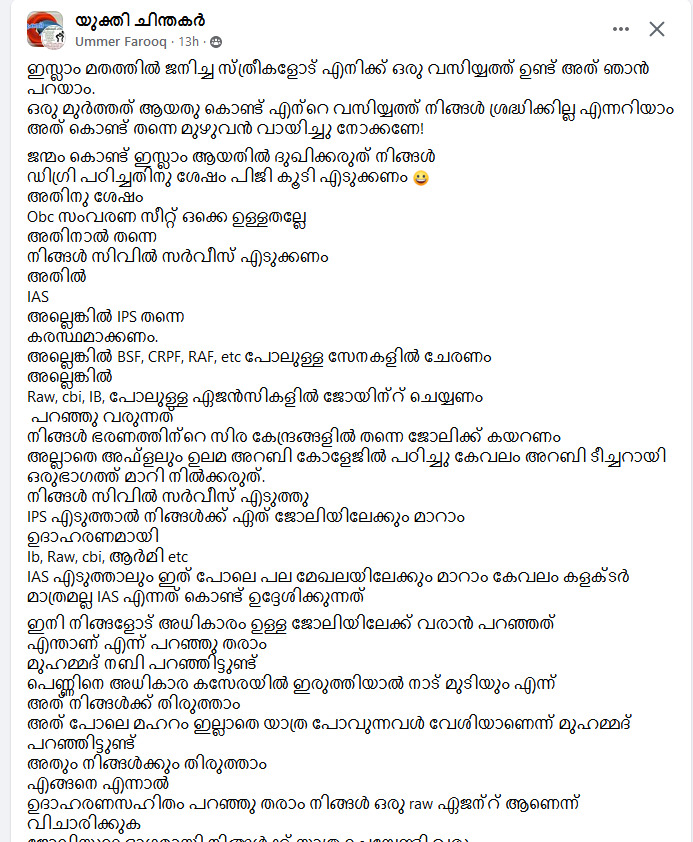 യുക്തി ചിന്തകർ
Ummer Farooq · 13h ·
ഇസ്ലാം മതത്തിൽ ജനിച്ച സ്ത്രീകളോട് എനിക്ക് ഒരു വസിയ്യത്ത് ഉണ്ട് അത് ഞാൻ
പറയാം.
ഒരു മുർത്തത് ആയതു കൊണ്ട് എന്റെ വസിയ്യത്ത് നിങ്ങൾ ശ്രദ്ധിക്കില്ല എന്നറിയാം
അത് കൊണ്ട് തന്നെ മുഴുവൻ വായിച്ചു നോക്കണേ!
ജന്മം കൊണ്ട് ഇസ്ലാം ആയതിൽ ദുഖിക്കരുത് നിങ്ങൾ
ഡിഗ്രി പഠിച്ചതിനു ശേഷം പിജി കൂടി എടുക്കണം 😀
അതിനു ശേഷം
Obc സംവരണ സീറ്റ് ഒക്കെ ഉള്ളതല്ലേ
അതിനാൽ തന്നെ
നിങ്ങൾ സിവിൽ സർവീസ് എടുക്കണം
അതിൽ
IAS
അല്ലെങ്കിൽ IPS തന്നെ
കരസ്ഥമാക്കണം.
അല്ലെങ്കിൽ BSF, CRPF, RAF, etc പോലുള്ള സേനകളിൽ ചേരണം
അല്ലെങ്കിൽ
Raw, cbi, IB, പോലുള്ള ഏജൻസികളിൽ ജോയിന്റ് ചെയ്യണം
പറഞ്ഞു വരുന്നത്
നിങ്ങൾ ഭരണത്തിന്റെ സിര കേന്ദ്രങ്ങളിൽ തന്നെ ജോലിക്ക് കയറണം
അല്ലാതെ അഫ്ളലും ഉലമ അറബി കോളേജിൽ പഠിച്ചു കേവലം അറബി ടീച്ചറായി
ഒരുഭാഗത്ത് മാറി നിൽക്കരുത്.
നിങ്ങൾ സിവിൽ സർവീസ് എടുത്തു
IPS എടുത്താൽ നിങ്ങൾക്ക് ഏത് ജോലിയിലേക്കും മാറാം
ഉദാഹരണമായി
Ib, Raw, cbi, ആർമി etc
IAS എടുത്താലും ഇത് പോലെ പല മേഖലയിലേക്കും മാറാം കേവലം കളക്ടർ
മാത്രമല്ല IAS എന്നത് കൊണ്ട് ഉദ്ദേശിക്കുന്നത്
ഇനി നിങ്ങളോട് അധികാരം ഉള്ള ജോലിയിലേക്ക് വരാൻ പറഞ്ഞത്
എന്താണ് എന്ന് പറഞ്ഞു തരാം
മുഹമ്മദ് നബി പറഞ്ഞിട്ടുണ്ട്
പെണ്ണിനെ അധികാര കസേരയിൽ ഇരുത്തിയാൽ നാട് മുടിയും എന്ന്
അത് നിങ്ങൾക്ക് തിരുത്താം
അത് പോലെ മഹറം ഇല്ലാതെ യാത്ര പോവുന്നവൾ വേശിയാണെന്ന് മുഹമ്മദ്
പറഞ്ഞിട്ടുണ്ട്
അതും നിങ്ങൾക്കും തിരുത്താം
എങ്ങനെ എന്നാൽ
ഉദാഹരണസഹിതം പറഞ്ഞു തരാം നിങ്ങൾ ഒരു raw ഏജന്റ് ആണെന്ന്
വിചാരിക്കുക